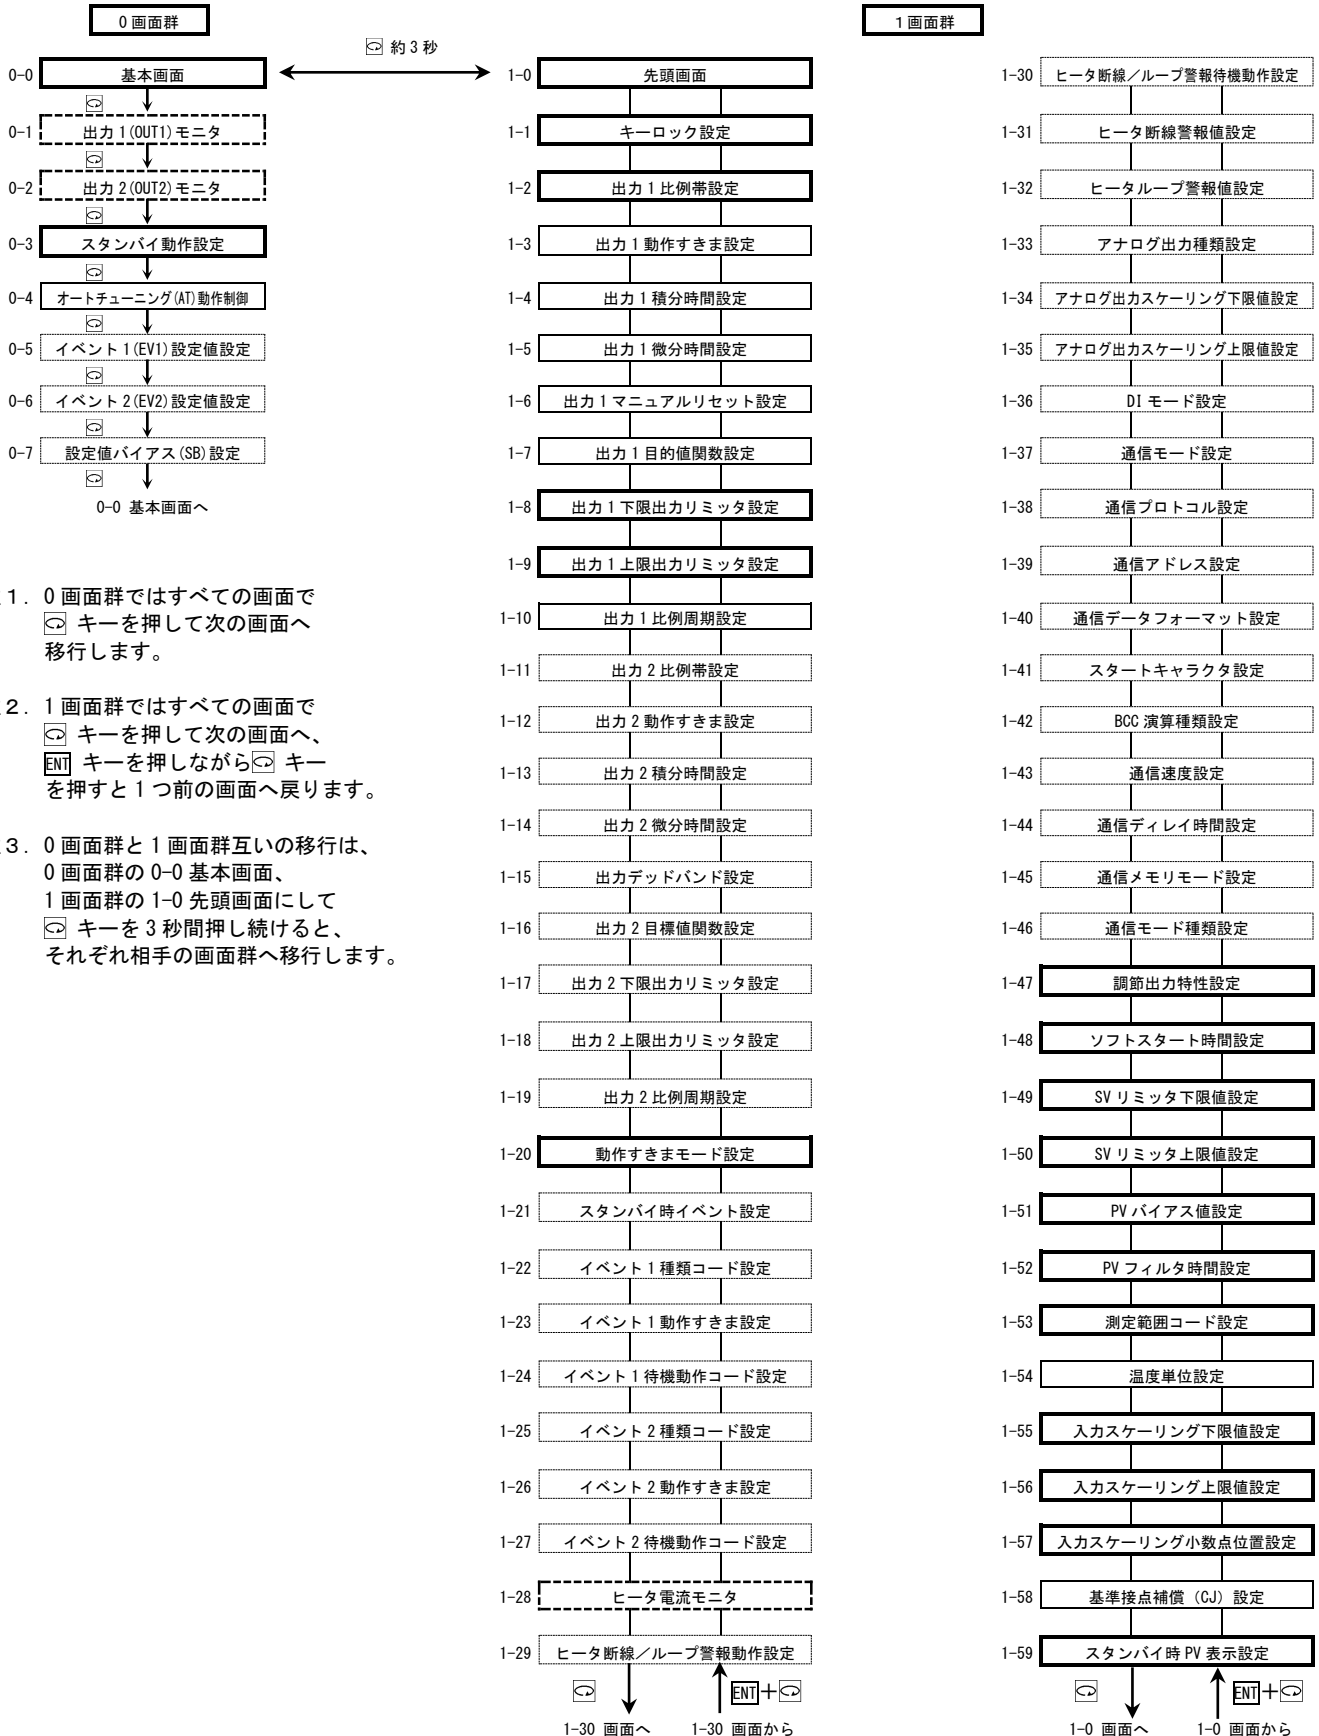 0 画面群
1 画面群
約 3 秒
0-0 基本画面
0-1 出力 1(OUT1)モニタ
0-2 出力 2(OUT2)モニタ
0-3 スタンバイ動作設定
0-4 オートチューニング(AT)動作制御
0-5 イベント 1(EV1)設定値設定
0-6 イベント 2(EV2)設定値設定
0-7 設定値バイアス(SB)設定
0-0 基本画面へ
1. 0 画面群ではすべての画面で
キーを押して次の画面へ
移行します。
2. 1 画面群ではすべての画面で
キーを押して次の画面へ、
ENT キーを押しながら キー
を押すと 1 つ前の画面へ戻ります。
3. 0 画面群と 1 画面群互いの移行は、
0 画面群の 0-0 基本画面、
1 画面群の 1-0 先頭画面にして
キーを 3 秒間押し続けると、
それぞれ相手の画面群へ移行します。
1-0 先頭画面
1-1 キーロック設定
1-2 出力 1 比例帯設定
1-3 出力 1 動作すきま設定
1-4 出力 1 積分時間設定
1-5 出力 1 微分時間設定
1-6 出力 1 マニュアルリセット設定
1-7 出力 1 目的値関数設定
1-8 出力 1 下限出力リミッタ設定
1-9 出力 1 上限出力リミッタ設定
1-10 出力 1 比例周期設定
1-11 出力 2 比例帯設定
1-12 出力 2 動作すきま設定
1-13 出力 2 積分時間設定
1-14 出力 2 微分時間設定
1-15 出力デッドバンド設定
1-16 出力 2 目標値関数設定
1-17 出力 2 下限出力リミッタ設定
1-18 出力 2 上限出力リミッタ設定
1-19 出力 2 比例周期設定
1-20 動作すきまモード設定
1-21 スタンバイ時イベント設定
1-22 イベント 1 種類コード設定
1-23 イベント 1 動作すきま設定
1-24 イベント 1 待機動作コード設定
1-25 イベント 2 種類コード設定
1-26 イベント 2 動作すきま設定
1-27 イベント 2 待機動作コード設定
1-28 ヒータ電流モニタ
1-29 ヒータ断線／ループ警報動作設定
ENT+
1-30 画面へ 1-30 画面から
1-30 ヒータ断線／ループ警報待機動作設定
1-31 ヒータ断線警報値設定
1-32 ヒータループ警報値設定
1-33 アナログ出力種類設定
1-34 アナログ出力スケーリング下限値設定
1-35 アナログ出力スケーリング上限値設定
1-36 DI モード設定
1-37 通信モード設定
1-38 通信プロトコル設定
1-39 通信アドレス設定
1-40 通信データフォーマット設定
1-41 スタートキャラクタ設定
1-42 BCC 演算種類設定
1-43 通信速度設定
1-44 通信ディレイ時間設定
1-45 通信メモリモード設定
1-46 通信モード種類設定
1-47 調節出力特性設定
1-48 ソフトスタート時間設定
1-49 SV リミッタ下限値設定
1-50 SV リミッタ上限値設定
1-51 PV バイアス値設定
1-52 PV フィルタ時間設定
1-53 測定範囲コード設定
1-54 温度単位設定
1-55 入力スケーリング下限値設定
1-56 入力スケーリング上限値設定
1-57 入力スケーリング小数点位置設定
1-58 基準接点補償（CJ）設定
1-59 スタンバイ時 PV 表示設定
ENT+
1-0 画面へ 1-0 画面から